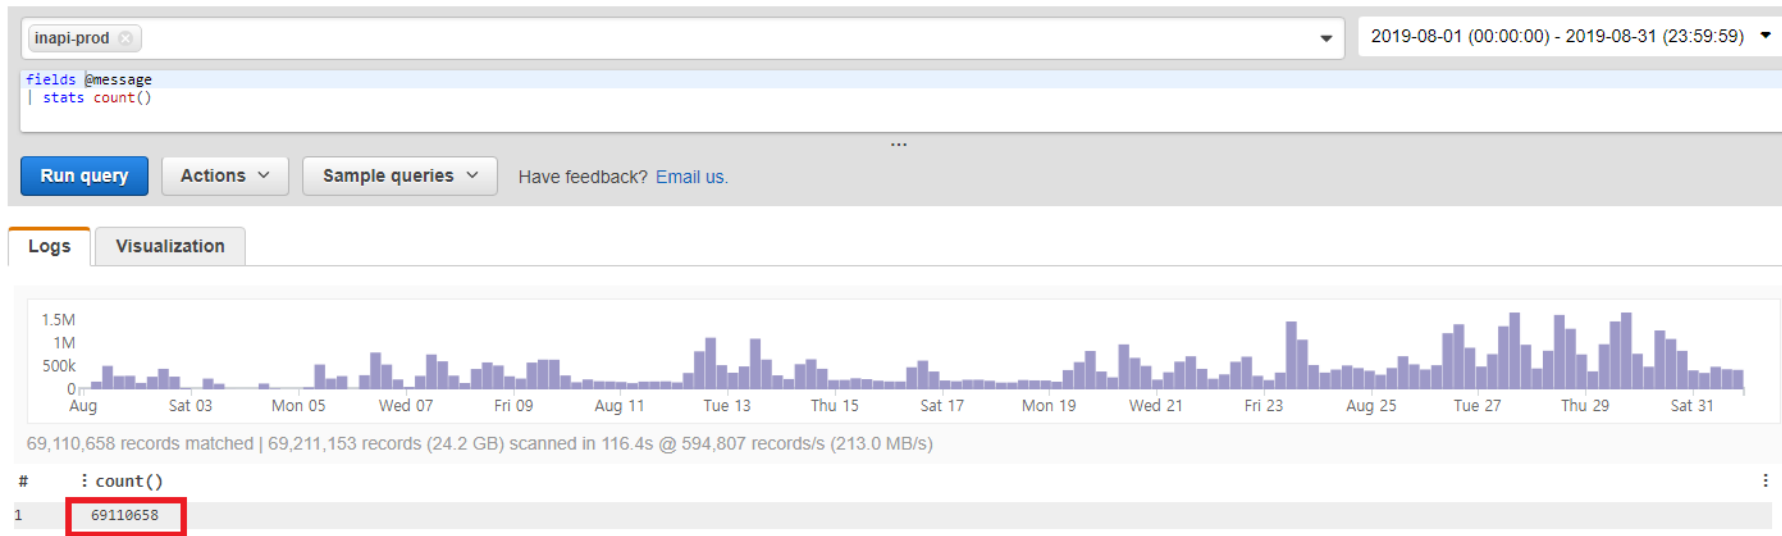 inapi-prod
2019-08-01 (00:00:00) - 2019-08-31 (23:59:59)
fields @message
| stats count()
...
Run query
Actions
Sample queries
Have feedback? Email us.
Logs
Visualization
1.5M
1M
500k
0
Aug Sat 03 Mon 05 Wed 07 Fri 09 Aug 11 Tue 13 Thu 15 Sat 17 Mon 19 Wed 21 Fri 23 Aug 25 Tue 27 Thu 29 Sat 31
69,110,658 records matched | 69,211,153 records (24.2 GB) scanned in 116.4s @ 594,807 records/s (213.0 MB/s)
# count()
1 69110658